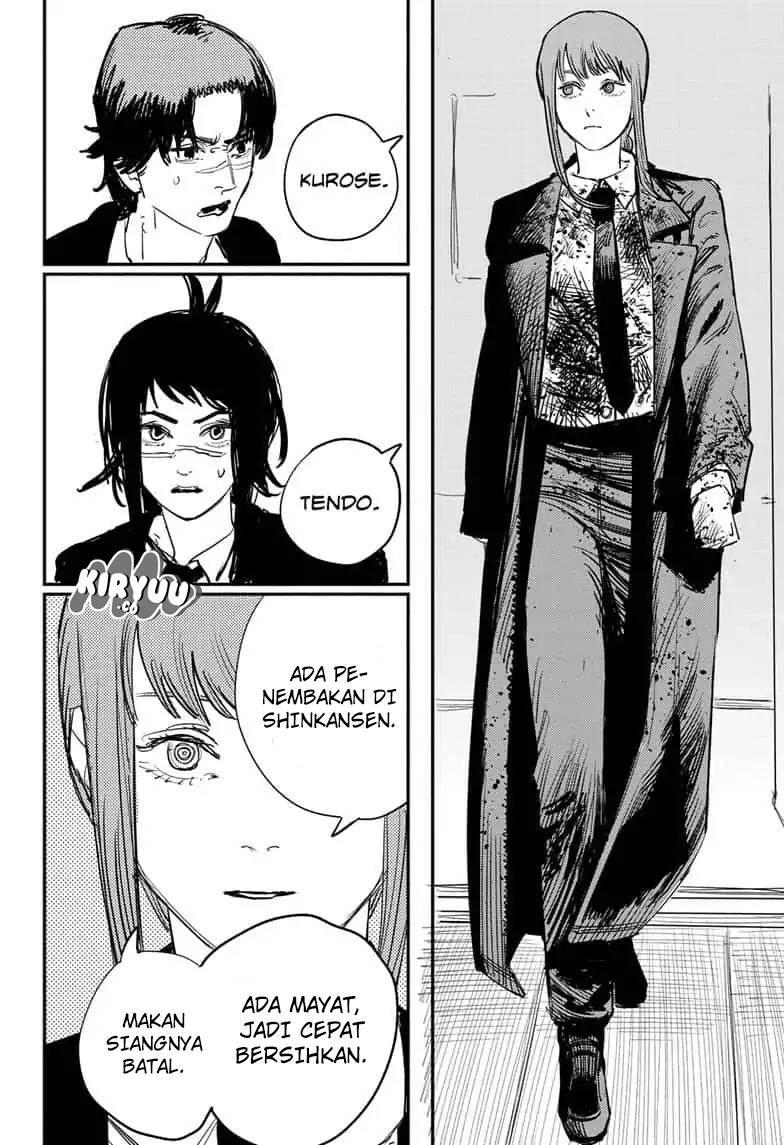 KUROSE.
TENDO.
KIRYUU
.CO
ADA PE-
NEMBAKAN DI
SHINKANSEN.
ADA MAYAT,
JADI CEPAT
BERSIHKAN.
MAKAN
SIANGNYA
BATAL.